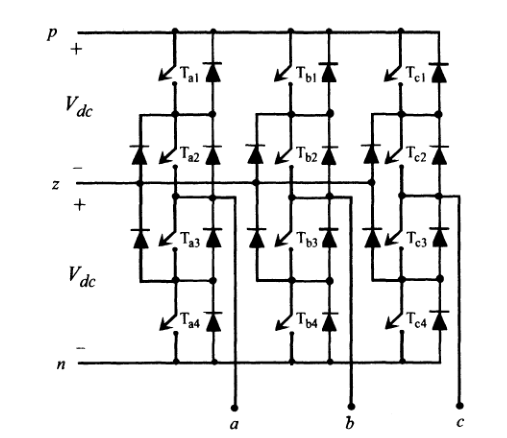 p
+
Ta1 Tb1 Tc1
Vdc
Ta2 Tb2 Tc2
−
z
+
Ta3 Tb3 Tc3
Vdc
Ta4 Tb4 Tc4
−
n
a b c